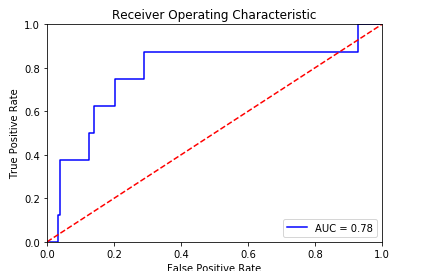 Receiver Operating Characteristic
1.0
0.8
0.6
0.4
0.2
0.0
True Positive Rate
AUC = 0.78
0.0 0.2 0.4 0.6 0.8 1.0
False Positive Rate